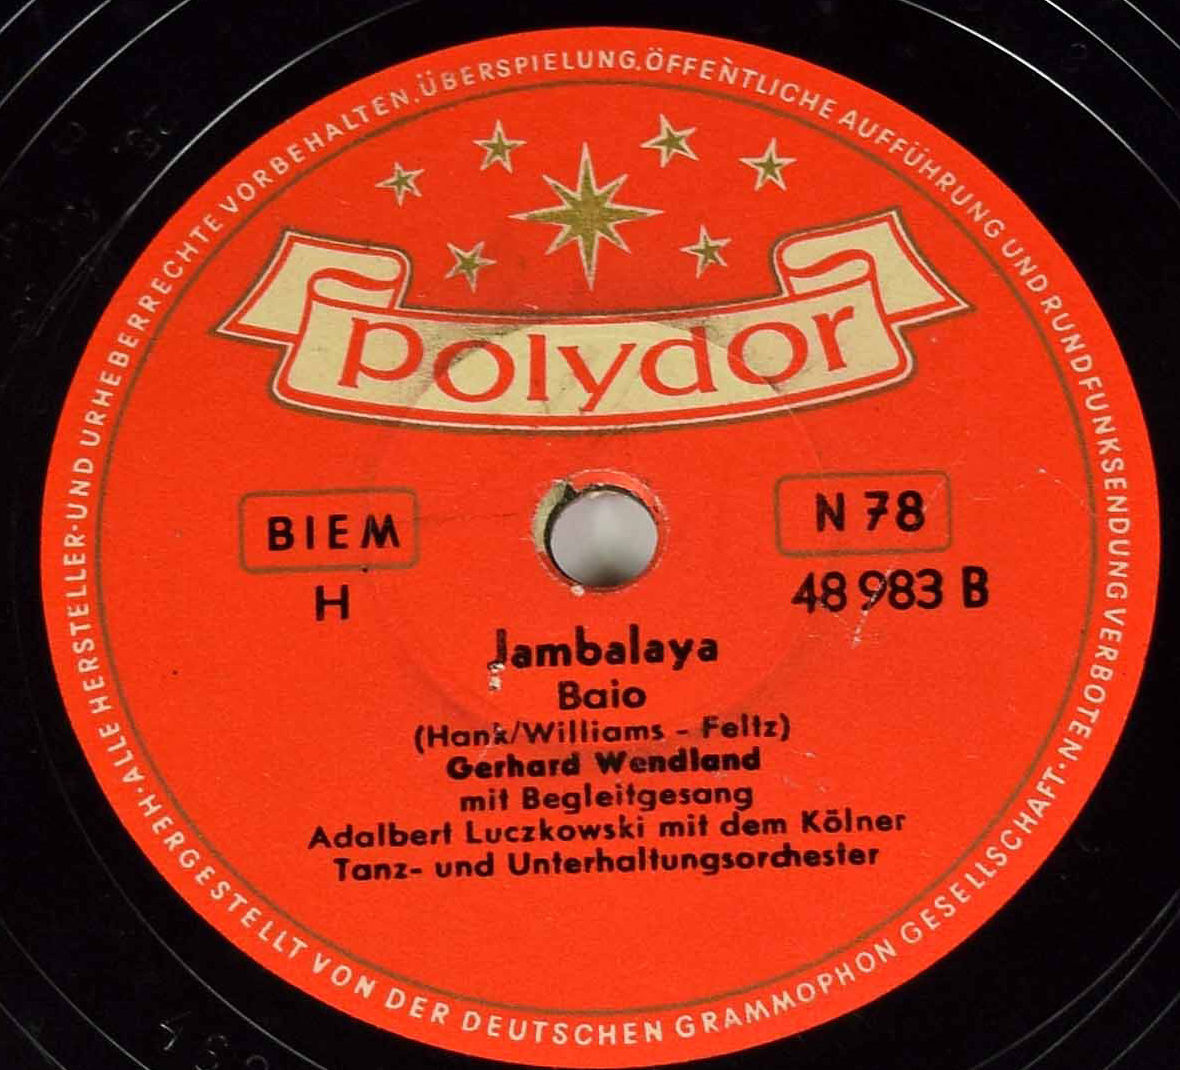 ALLE HERSTELLER-UND URHEBERRECHTE VORBEHALTEN. ÜBERSPIELUNG. ÖFFENTLICHE AUFFÜHRUNG UND RUNDFUNKSENDUNG VERBOTEN.
polydor
BIEM
N 78
H
48 983 B
Jambalaya
Baio
(Hank/Williams - Feltz)
Gerhard Wendland
mit Begleitgesang
Adalbert Luczkowski mit dem Kölner
Tanz- und Unterhaltungsorchester
HERGESTELLT VON DER DEUTSCHEN GRAMMOPHON GESELLSCHAFT·